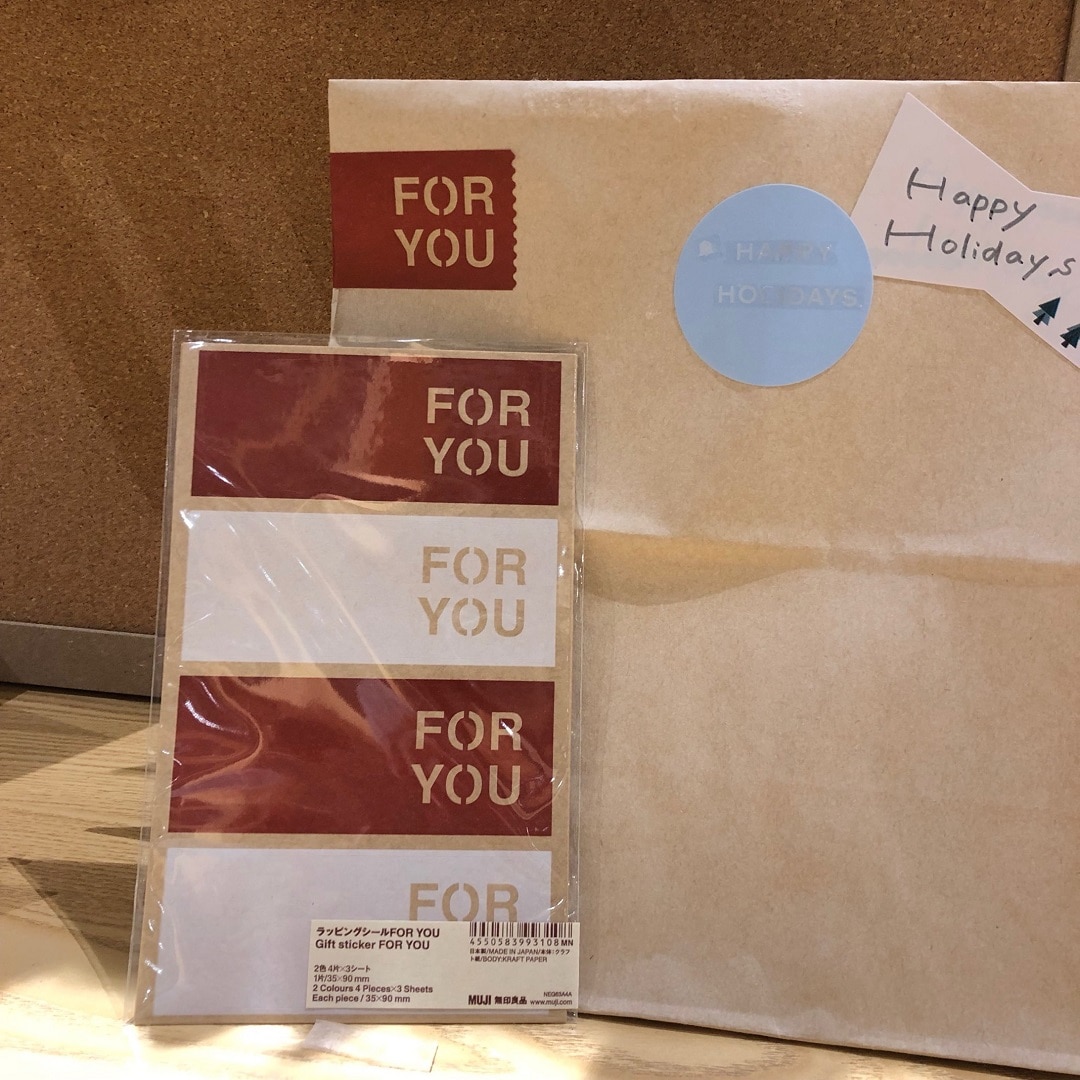 FOR
YOU
HAPPY
HOLIDAYS
Happy
Holidays
FOR
YOU
FOR
YOU
FOR
YOU
FOR
ラッピングシールFOR YOU
Gift sticker FOR YOU
2色 4片×3シート
1片/35×90mm
2 Colours 4 Pieces×3 Sheets
Each piece / 35×90mm
4550583993108MN
日本製/MADE IN JAPAN/本体:クラフ
ト紙/BODY:KRAFT PAPER
MUJI 無印良品 www.muji.com